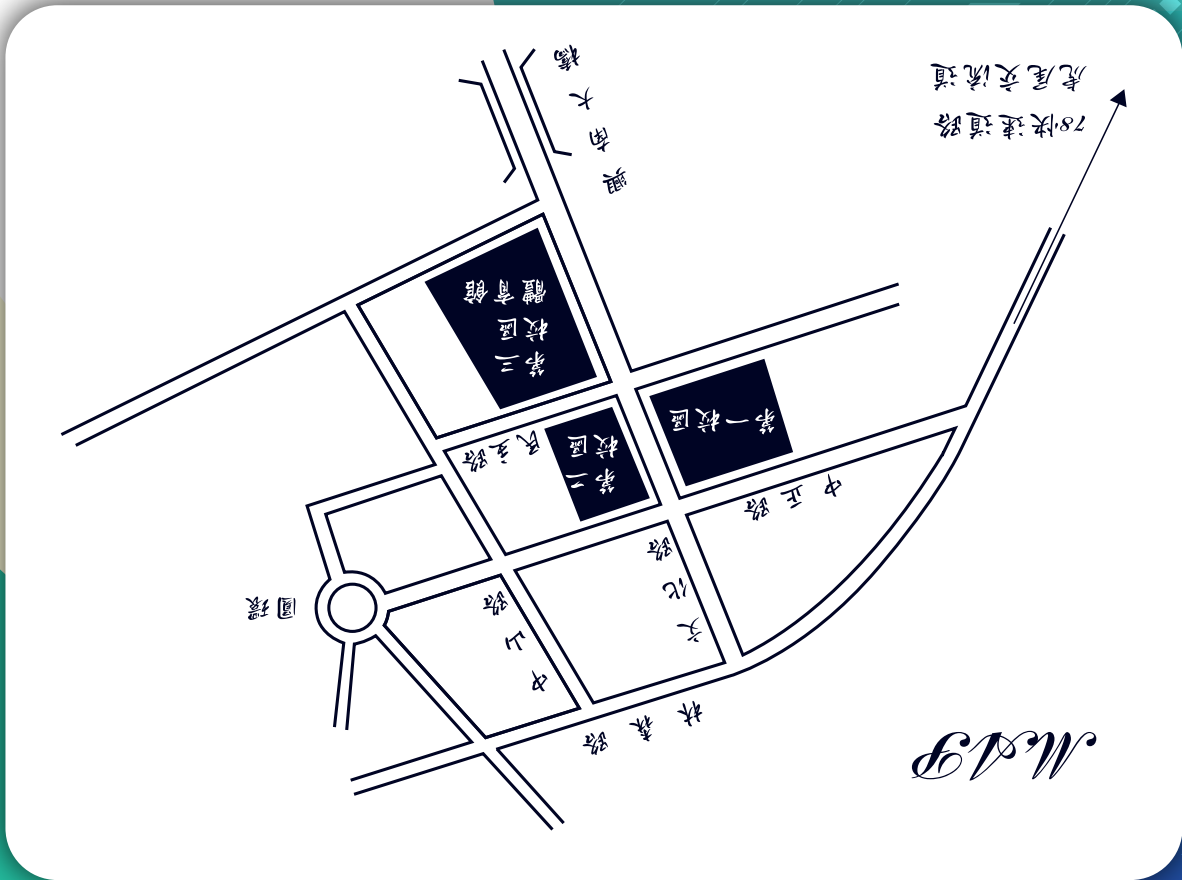 MAP
林森路
中山路
文化路
圓環
中正路
第二校區
民主路
第一校區
第三校區體育館
興南大橋
78快速道路
虎尾交流道